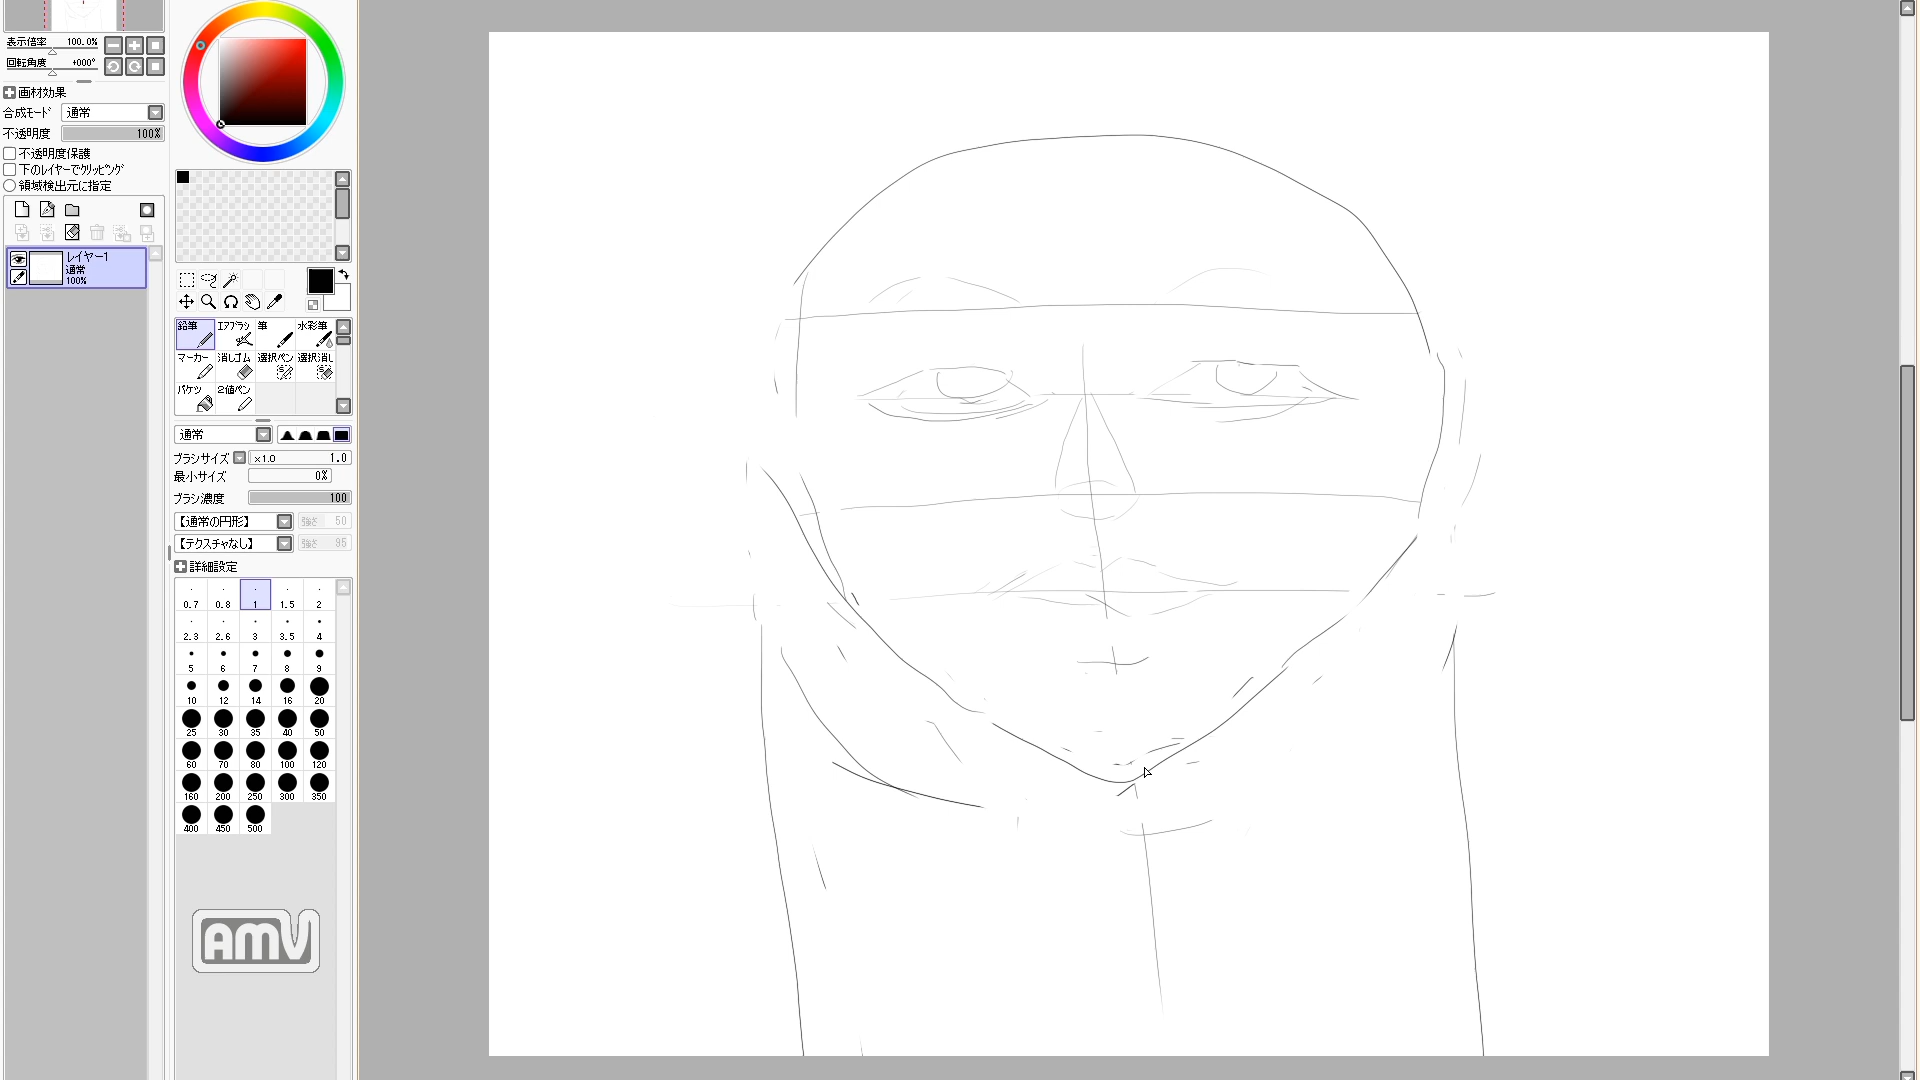 表示倍率 100.0%
回転角度 +000°
画材効果
合成モード 通常
不透明度 100%
不透明度保護
下のレイヤーでクリッピング
領域検出元に指定
レイヤー1
通常
100%
鉛筆 エアブラシ 筆 水彩筆
マーカー 消しゴム 選択ペン 選択消し
バケツ 2値ペン
通常
ブラシサイズ ×1.0 1.0
最小サイズ 0%
ブラシ濃度 100
【通常の円形】 強さ 50
【テクスチャなし】 強さ 95
詳細設定
0.7 0.8 1 1.5 2
2.3 2.6 3 3.5 4
5 6 7 8 9
10 12 14 16 20
25 30 35 40 50
60 70 80 100 120
160 200 250 300 350
400 450 500
AMV